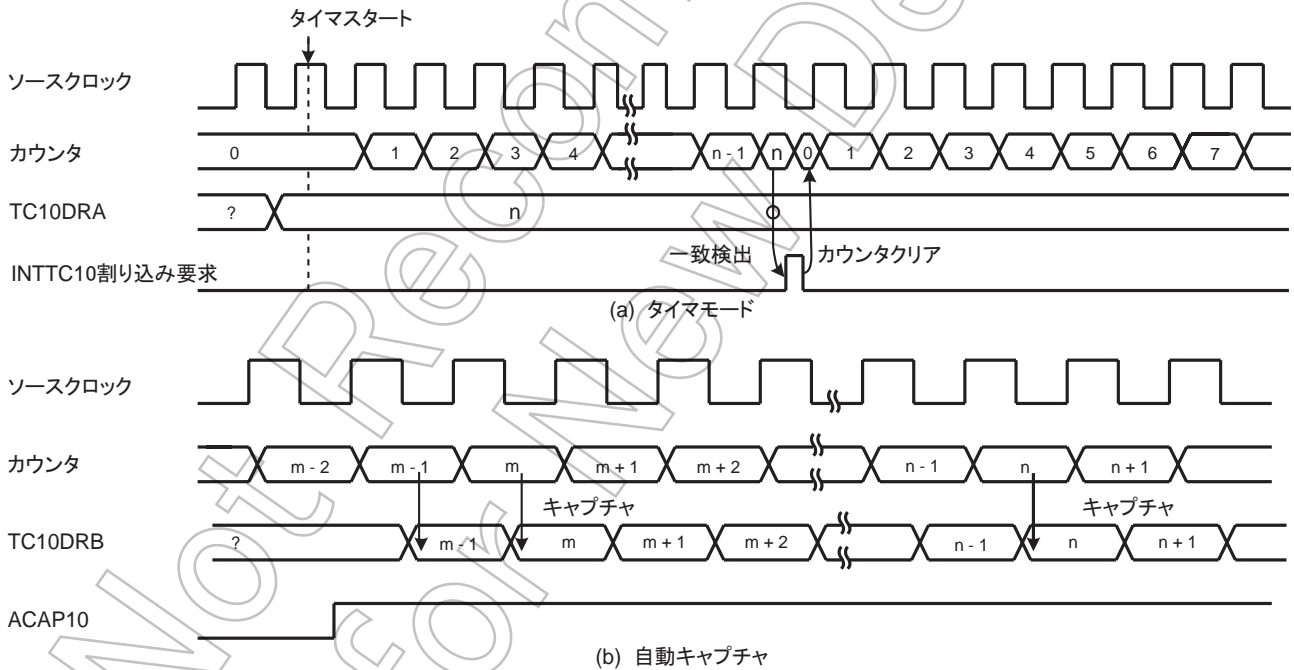 タイマスタート
ソースクロック
カウンタ 0 1 2 3 4 n - 1 n 0 1 2 3 4 5 6 7
TC10DRA ? n
一致検出 カウンタクリア
INTTC10割り込み要求
(a) タイマモード
ソースクロック
カウンタ m - 2 m - 1 m m + 1 m + 2 n - 1 n n + 1
キャプチャ キャプチャ
TC10DRB ? m - 1 m m + 1 m + 2 n - 1 n n + 1
ACAP10
(b) 自動キャプチャ
Not Recom
for New De